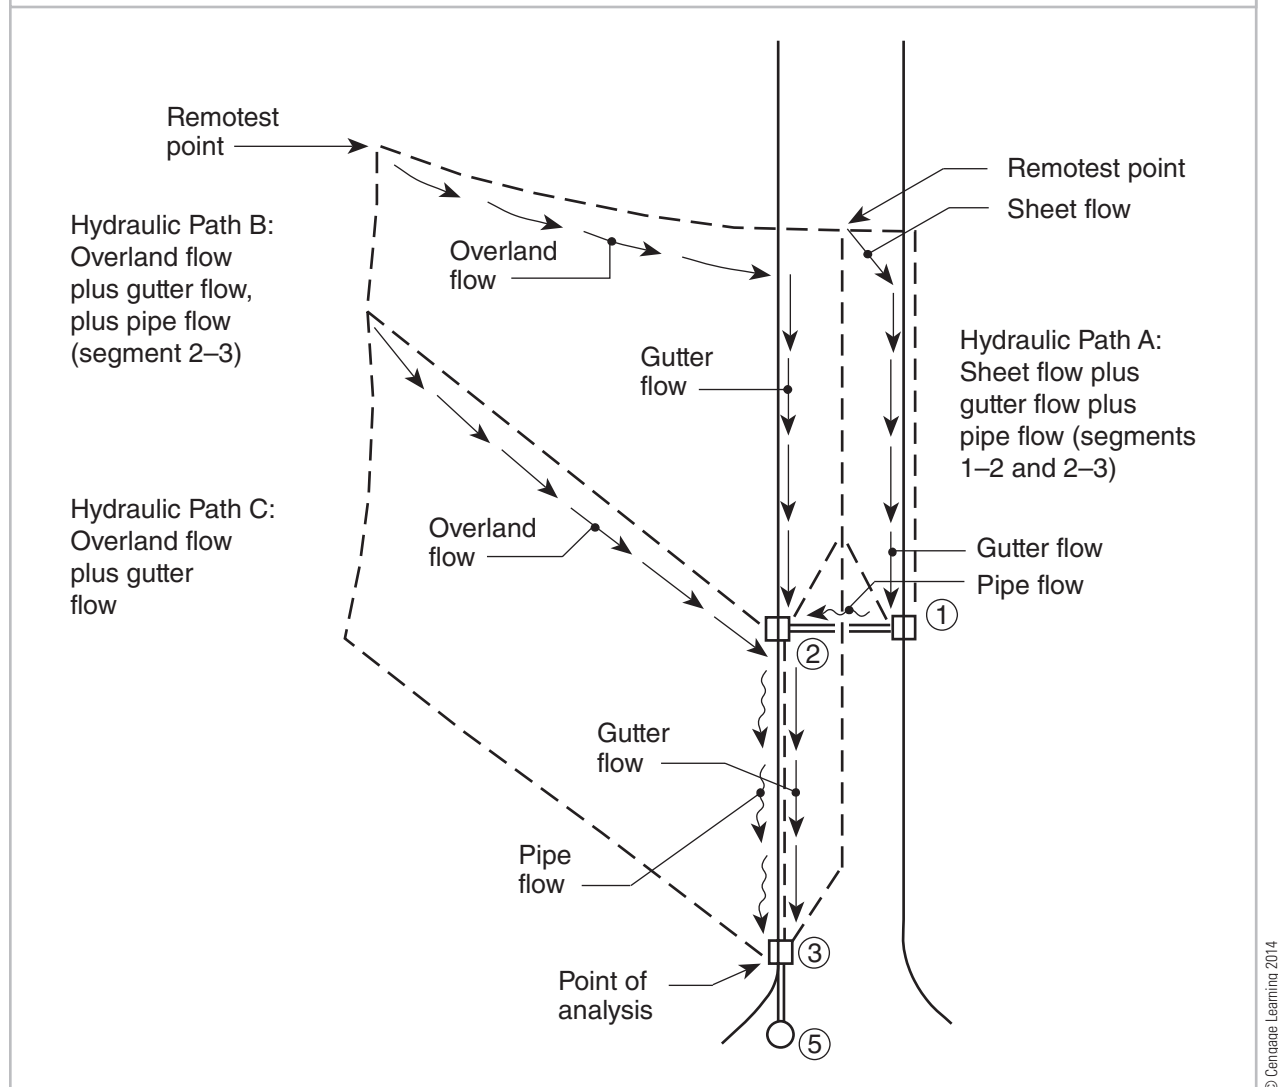 Remotest
point
Remotest point
Sheet flow
Hydraulic Path B:
Overland flow
plus gutter flow,
plus pipe flow
(segment 2–3)
Overland
flow
Gutter
flow
Hydraulic Path A:
Sheet flow plus
gutter flow plus
pipe flow (segments
1–2 and 2–3)
Hydraulic Path C:
Overland flow
plus gutter
flow
Overland
flow
Gutter flow
Pipe flow
1
2
Gutter
flow
Pipe
flow
3
Point of
analysis
5
© Cengage Learning 2014